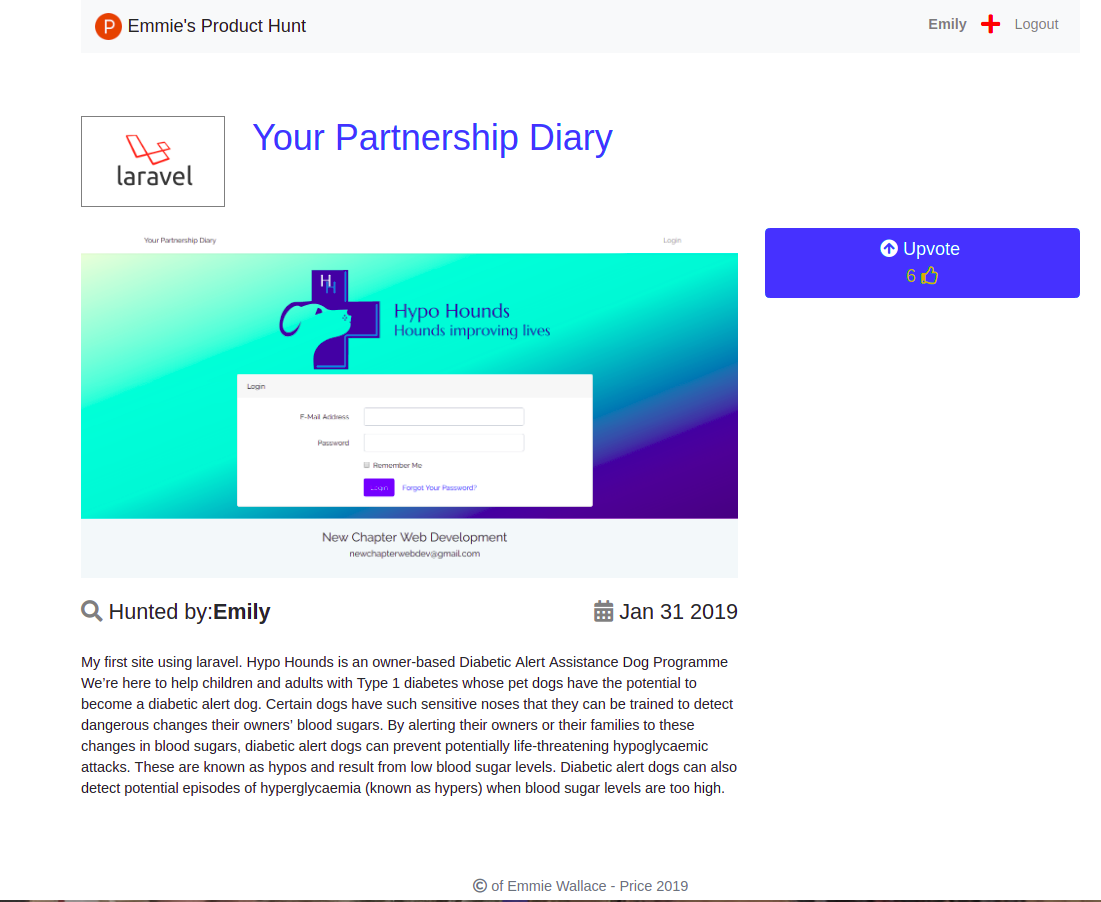 P Emmie's Product Hunt Emily Logout
laravel
Your Partnership Diary
Your Partnership Diary Login
Upvote
6
H
H
Hypo Hounds
Hounds improving lives
Login
E-Mail Address
Password
Remember Me
Login Forgot Your Password?
New Chapter Web Development
newchapterwebdev@gmail.com
Hunted by:Emily Jan 31 2019
My first site using laravel. Hypo Hounds is an owner-based Diabetic Alert Assistance Dog Programme
We’re here to help children and adults with Type 1 diabetes whose pet dogs have the potential to
become a diabetic alert dog. Certain dogs have such sensitive noses that they can be trained to detect
dangerous changes their owners’ blood sugars. By alerting their owners or their families to these
changes in blood sugars, diabetic alert dogs can prevent potentially life-threatening hypoglycaemic
attacks. These are known as hypos and result from low blood sugar levels. Diabetic alert dogs can also
detect potential episodes of hyperglycaemia (known as hypers) when blood sugar levels are too high.
© of Emmie Wallace - Price 2019